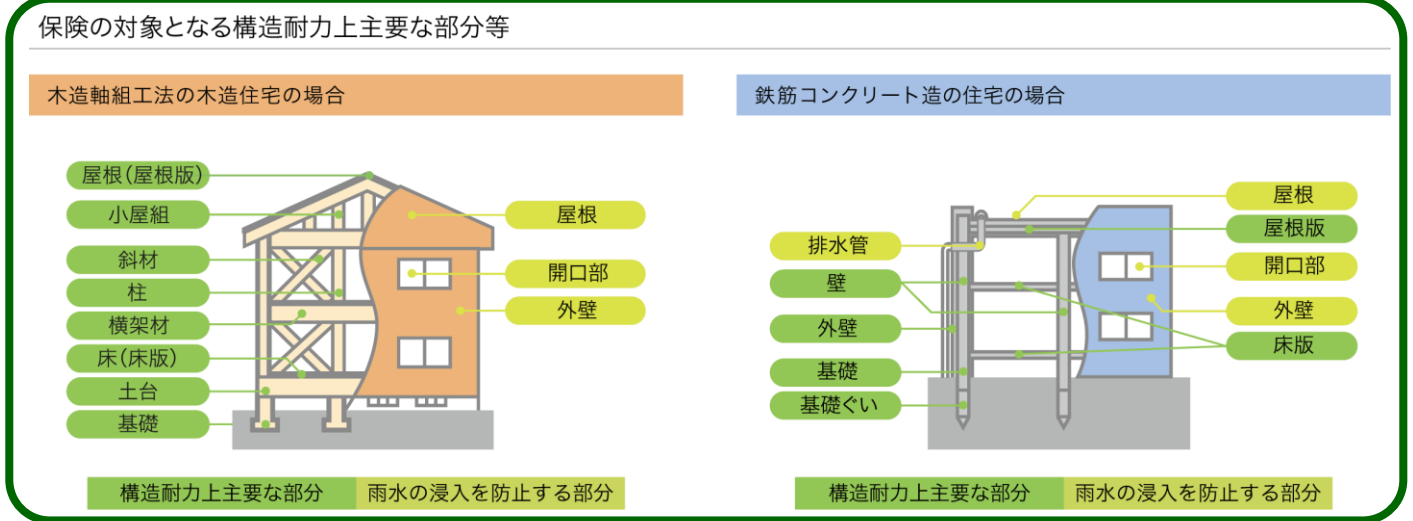 保険の対象となる構造耐力上主要な部分等
木造軸組工法の木造住宅の場合
屋根(屋根版)
小屋組
斜材
柱
横架材
床(床版)
土台
基礎
屋根
開口部
外壁
構造耐力上主要な部分
雨水の浸入を防止する部分
鉄筋コンクリート造の住宅の場合
排水管
壁
外壁
基礎
基礎ぐい
屋根
屋根版
開口部
外壁
床版
構造耐力上主要な部分
雨水の浸入を防止する部分